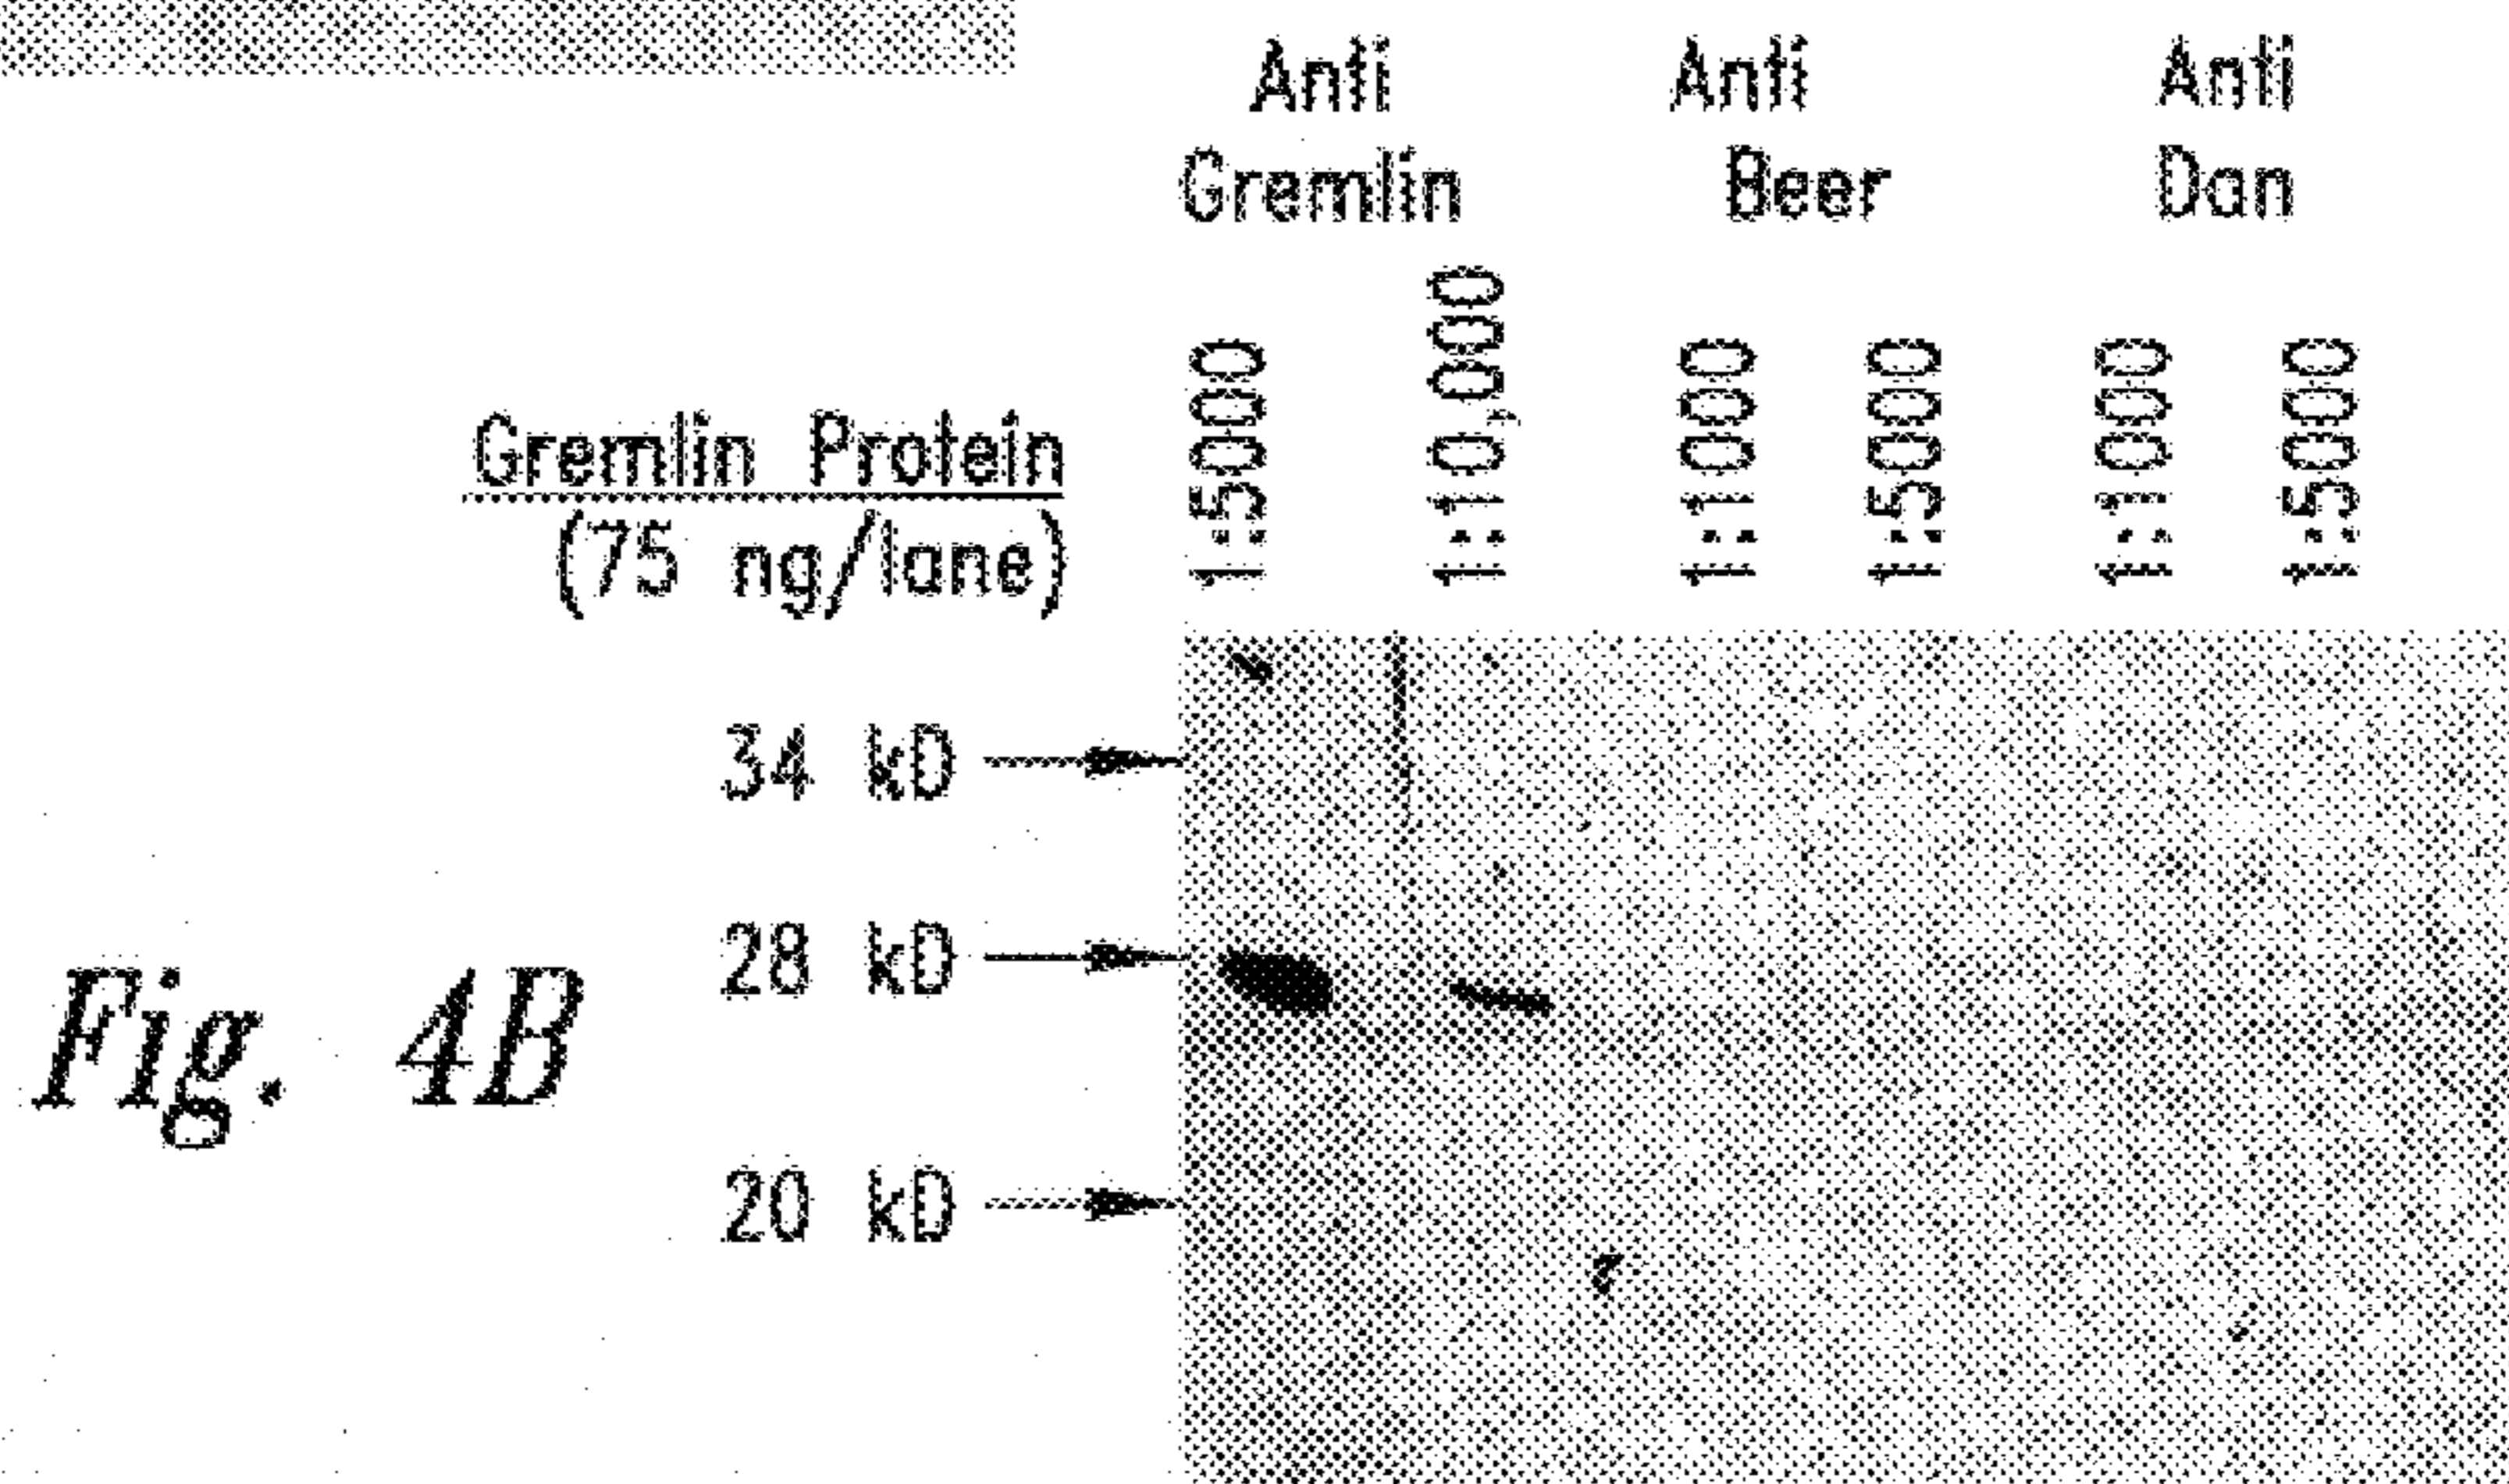 Anti Anti Anti
Gremlin Beer Dan
1:5000 1:10,000 1:1000 1:5000 1:1000 1:5000
Gremlin Protein
(75 ng/lane)
34 kD
28 kD
Fig. 4B
20 kD